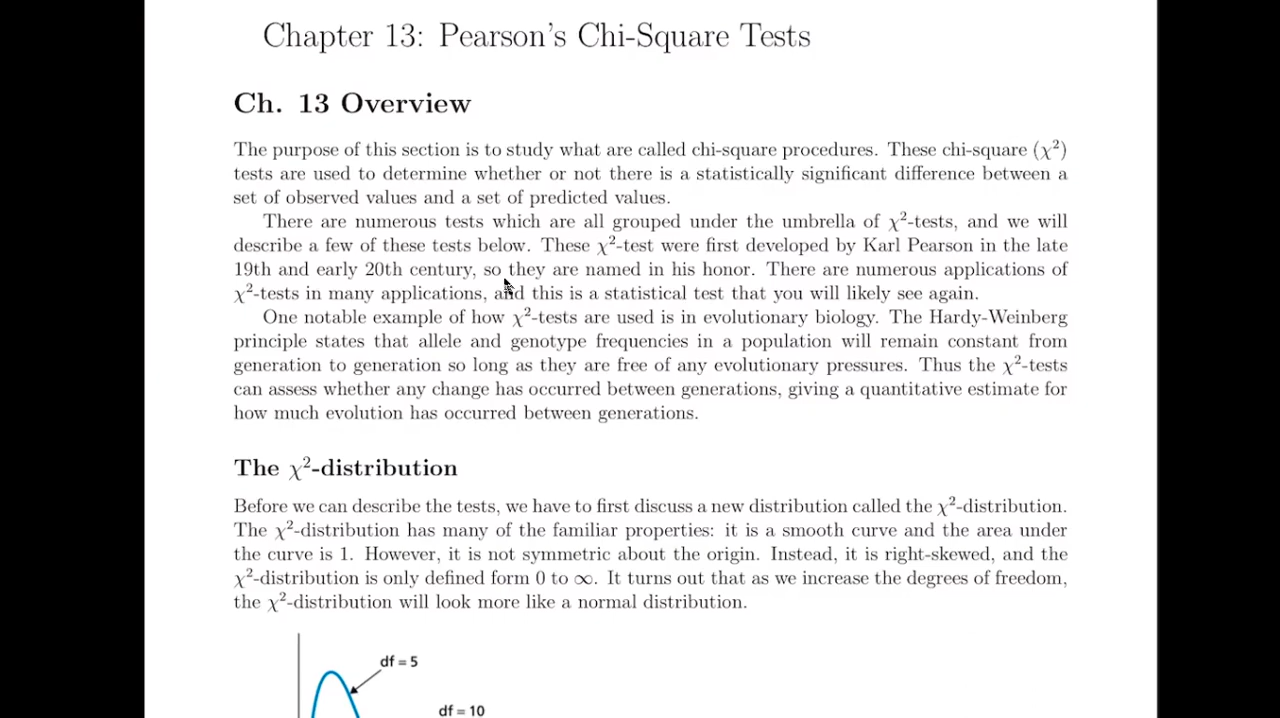 Chapter 13: Pearson's Chi-Square Tests
Ch. 13 Overview
The purpose of this section is to study what are called chi-square procedures. These chi-square (χ²)
tests are used to determine whether or not there is a statistically significant difference between a
set of observed values and a set of predicted values.
There are numerous tests which are all grouped under the umbrella of χ²-tests, and we will
describe a few of these tests below. These χ²-test were first developed by Karl Pearson in the late
19th and early 20th century, so they are named in his honor. There are numerous applications of
χ²-tests in many applications, and this is a statistical test that you will likely see again.
One notable example of how χ²-tests are used is in evolutionary biology. The Hardy-Weinberg
principle states that allele and genotype frequencies in a population will remain constant from
generation to generation so long as they are free of any evolutionary pressures. Thus the χ²-tests
can assess whether any change has occurred between generations, giving a quantitative estimate for
how much evolution has occurred between generations.
The χ²-distribution
Before we can describe the tests, we have to first discuss a new distribution called the χ²-distribution.
The χ²-distribution has many of the familiar properties: it is a smooth curve and the area under
the curve is 1. However, it is not symmetric about the origin. Instead, it is right-skewed, and the
χ²-distribution is only defined form 0 to ∞. It turns out that as we increase the degrees of freedom,
the χ²-distribution will look more like a normal distribution.
df = 5
df = 10